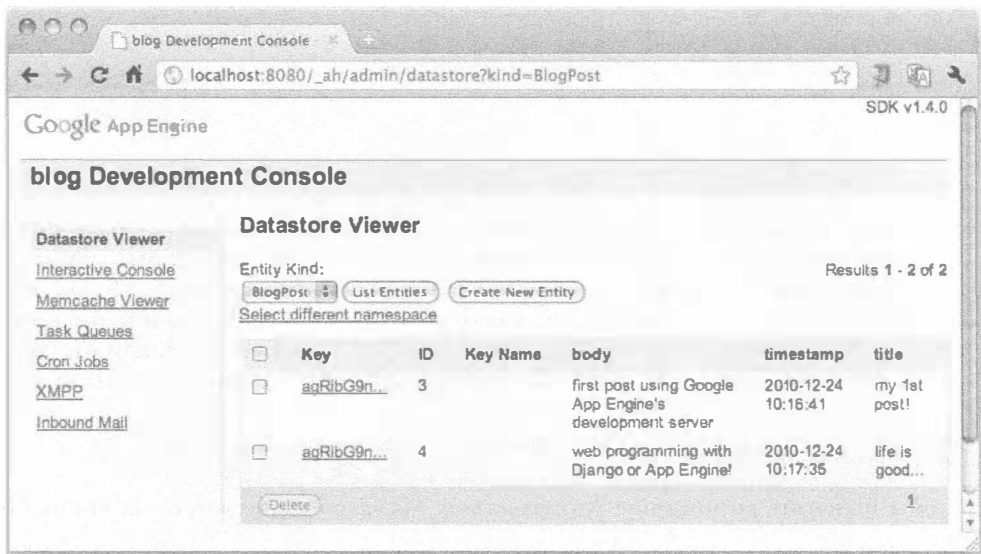 blog Development Console
localhost:8080/_ah/admin/datastore?kind=BlogPost
SDK v1.4.0
Google App Engine
blog Development Console
Datastore Viewer
Interactive Console
Memcache Viewer
Task Queues
Cron Jobs
XMPP
Inbound Mail
Datastore Viewer
Entity Kind:
Results 1 - 2 of 2
BlogPost List Entities Create New Entity
Select different namespace
Key ID Key Name body timestamp title
agRibG9n... 3 first post using Google 2010-12-24 my 1st
App Engine's 10:16:41 post!
development server
agRibG9n... 4 web programming with 2010-12-24 life is
Django or App Engine! 10:17:35 good...
Delete
1